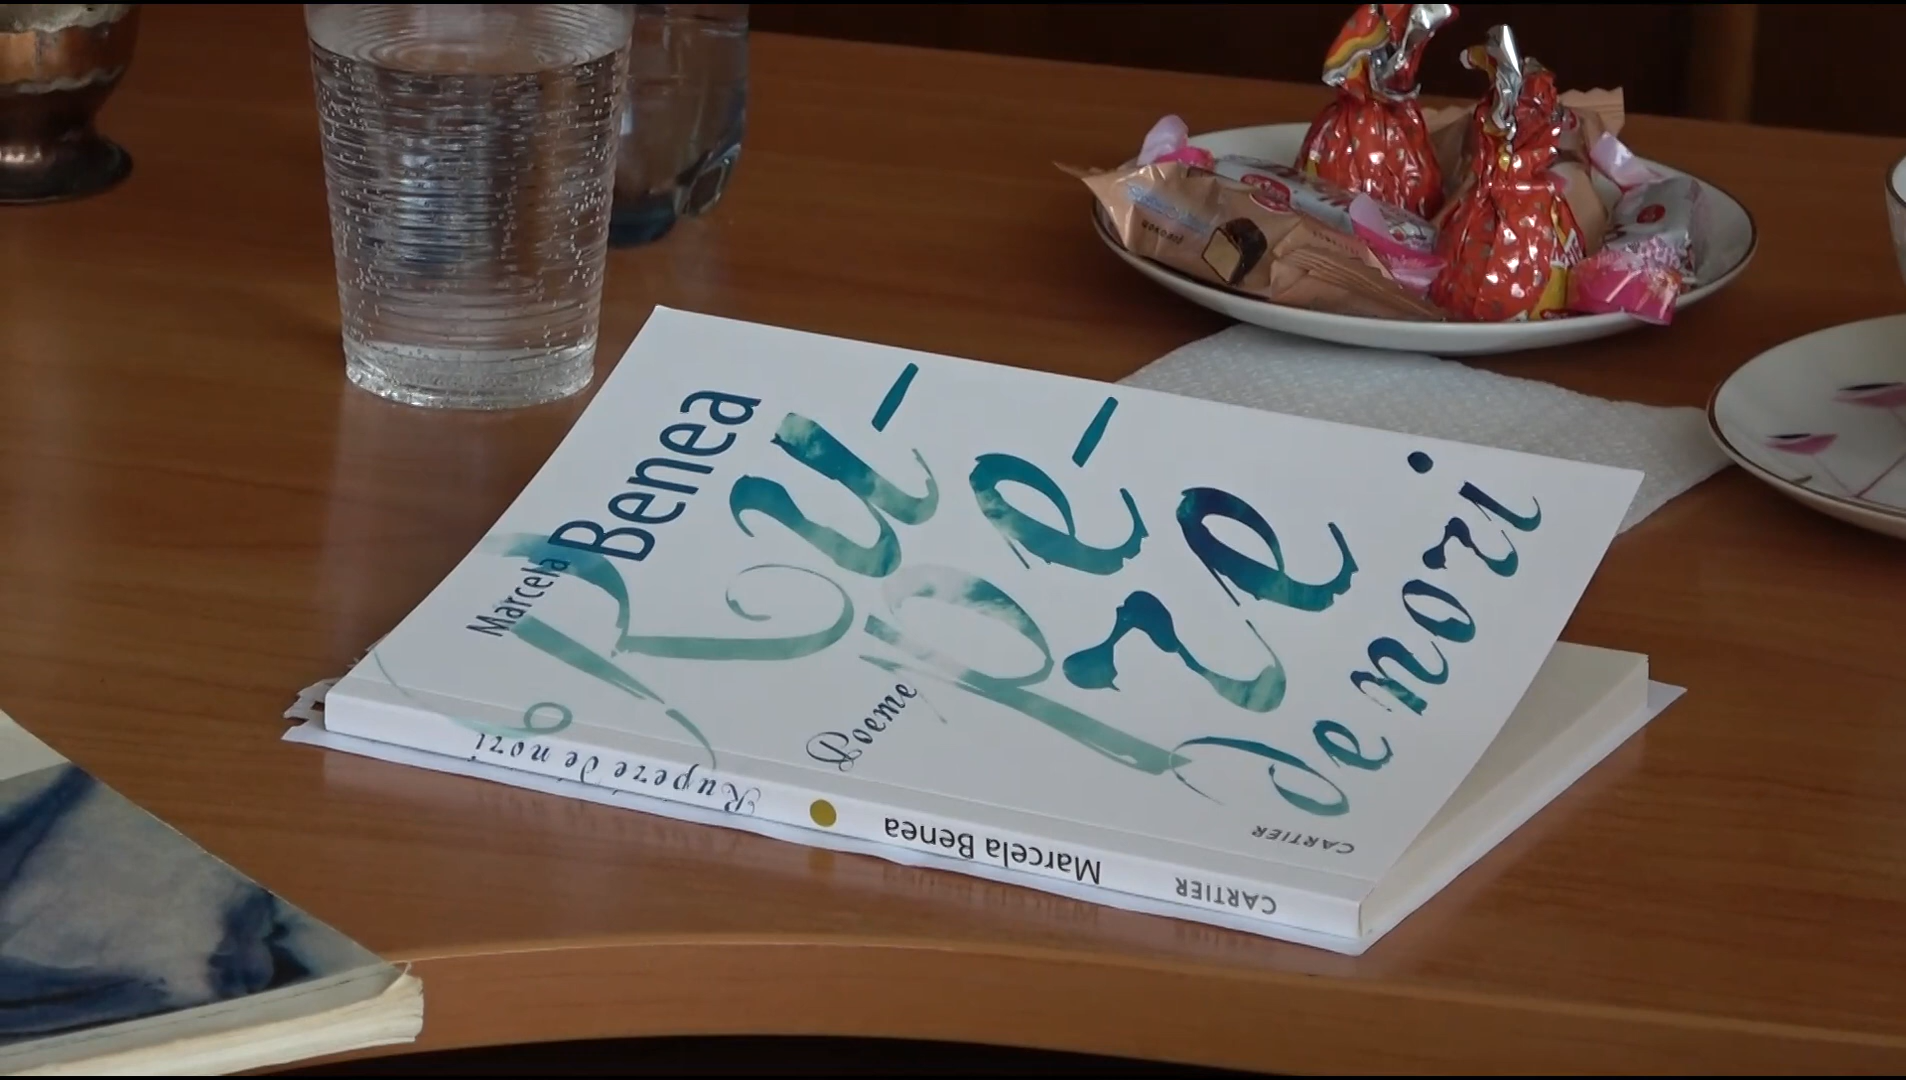 Marcela
Benea
Ru-
pe-
re
de nori
Poeme
CARTIER
Rupere de nori
Marcela Benea
CARTIER